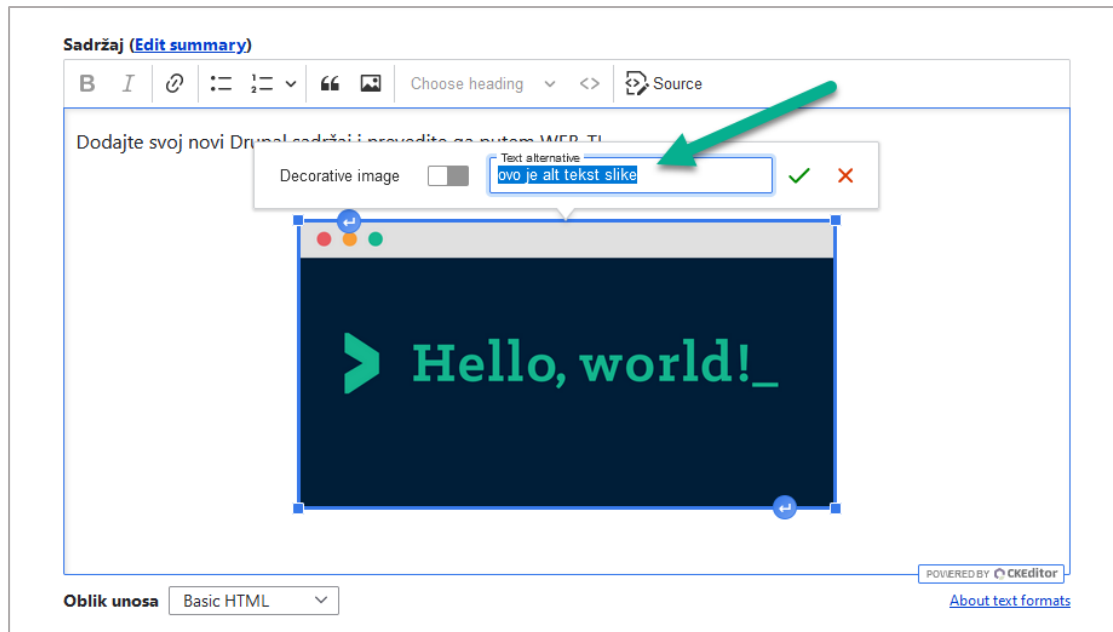 Sadržaj (Edit summary)
B I Choose heading <> Source
Dodajte svoj novi Drupal sadržaj i prevedite ga putem WEB-T!
Decorative image
Text alternative
ovo je alt tekst slike
> Hello, world!_
POWERED BY CKEditor
Oblik unosa Basic HTML
About text formats